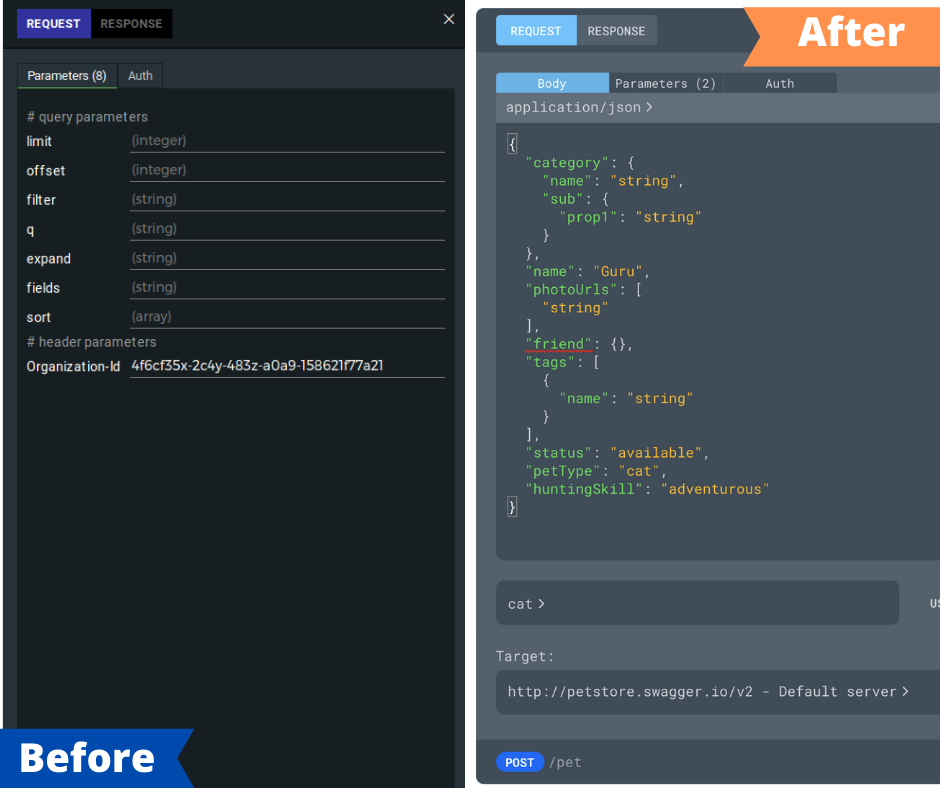 REQUEST RESPONSE ×
Parameters (8) Auth
# query parameters
limit (integer)
offset (integer)
filter (string)
q (string)
expand (string)
fields (string)
sort (array)
# header parameters
Organization-Id 4f6cf35x-2c4y-483z-a0a9-158621f77a21
Before
After
REQUEST RESPONSE
Body Parameters (2) Auth
application/json >
{
"category": {
"name": "string",
"sub": {
"prop1": "string"
}
},
"name": "Guru",
"photoUrls": [
"string"
],
"friend": {},
"tags": [
{
"name": "string"
}
],
"status": "available",
"petType": "cat",
"huntingSkill": "adventurous"
}
cat >
Target:
http://petstore.swagger.io/v2 - Default server >
POST /pet